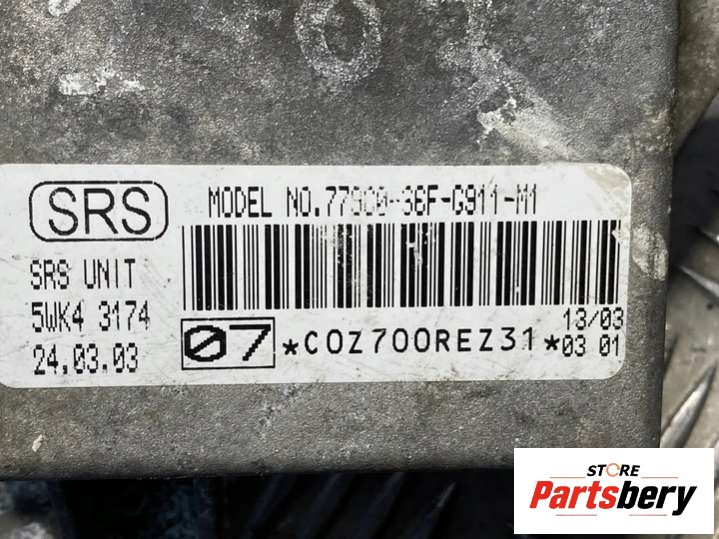 SRS
MODEL NO.77960-S6F-G911-M1
SRS UNIT
5WK4 3174
24.03.03
07 *C0Z700REZ31*
13/03
03 01
STORE
Partsbery